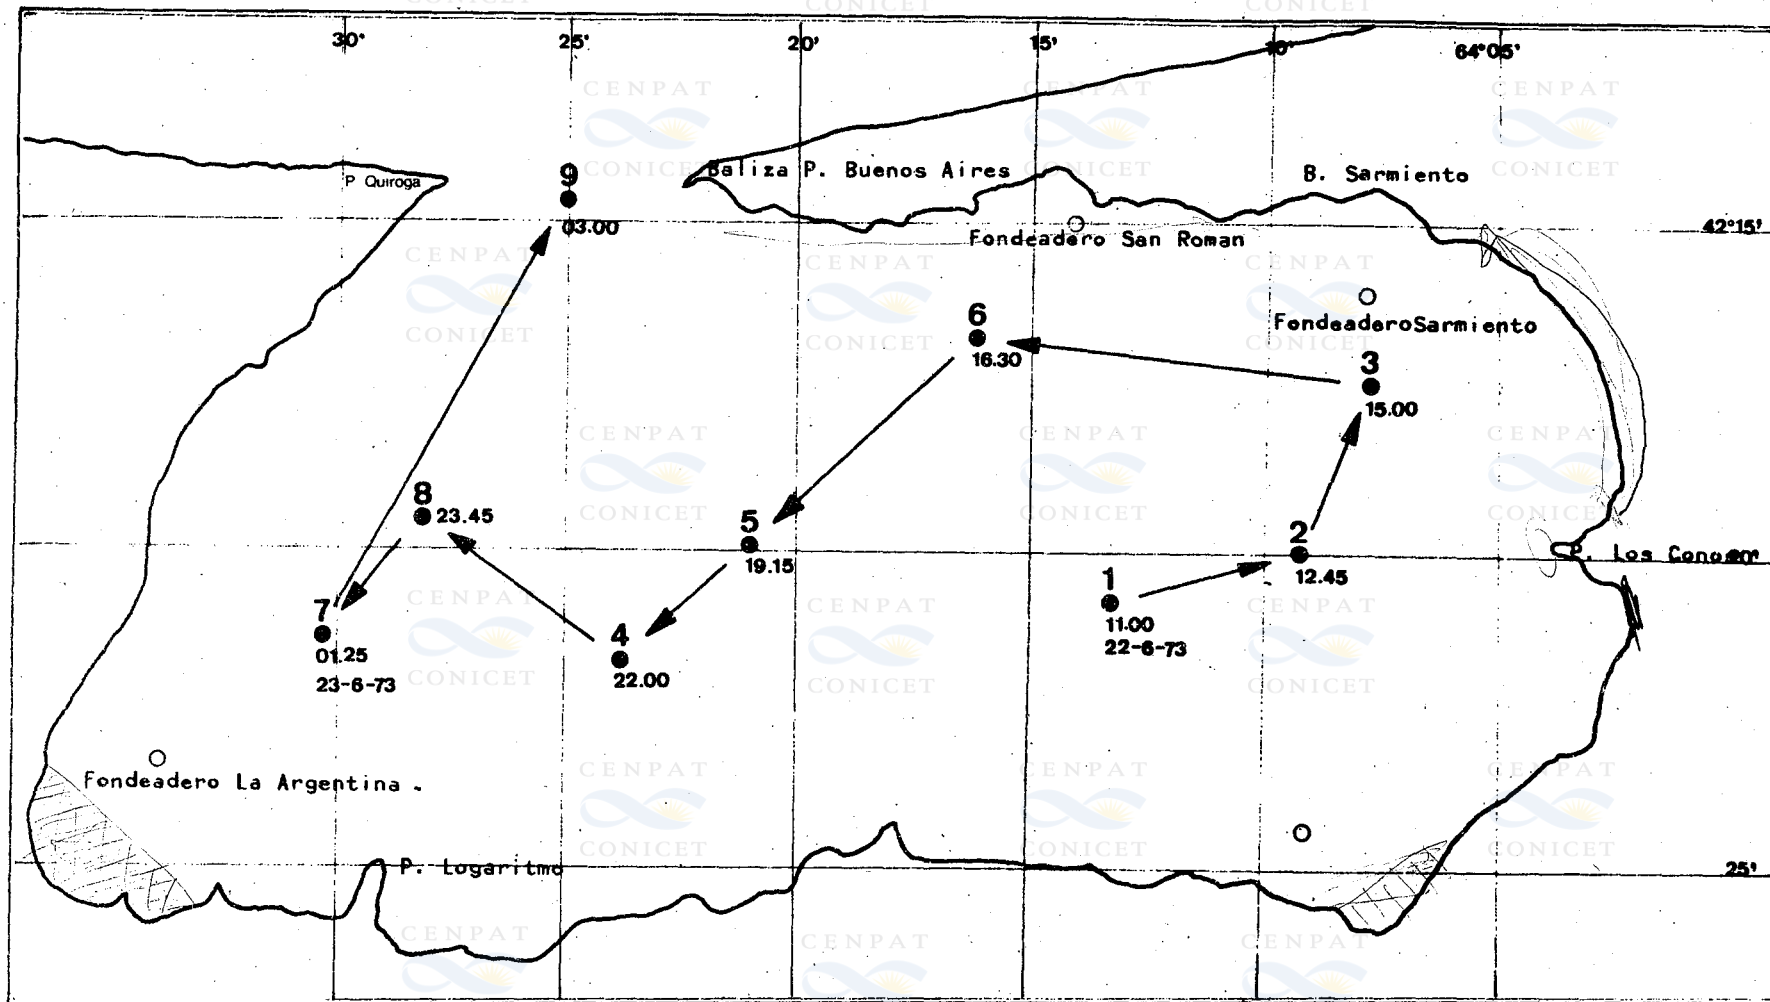 30'
25'
20'
15'
10'
64°05'
P Quiroga
9
03.00
Baliza P. Buenos Aires
B. Sarmiento
42°15'
Fondeadero San Roman
Fondeadero Sarmiento
6
16.30
3
15.00
8
23.45
5
19.15
2
12.45
P. Los
1
11.00
22-6-73
7
01.25
23-6-73
4
22.00
Fondeadero La Argentina .
P. Logaritmo
25'
CENPAT
CONICET